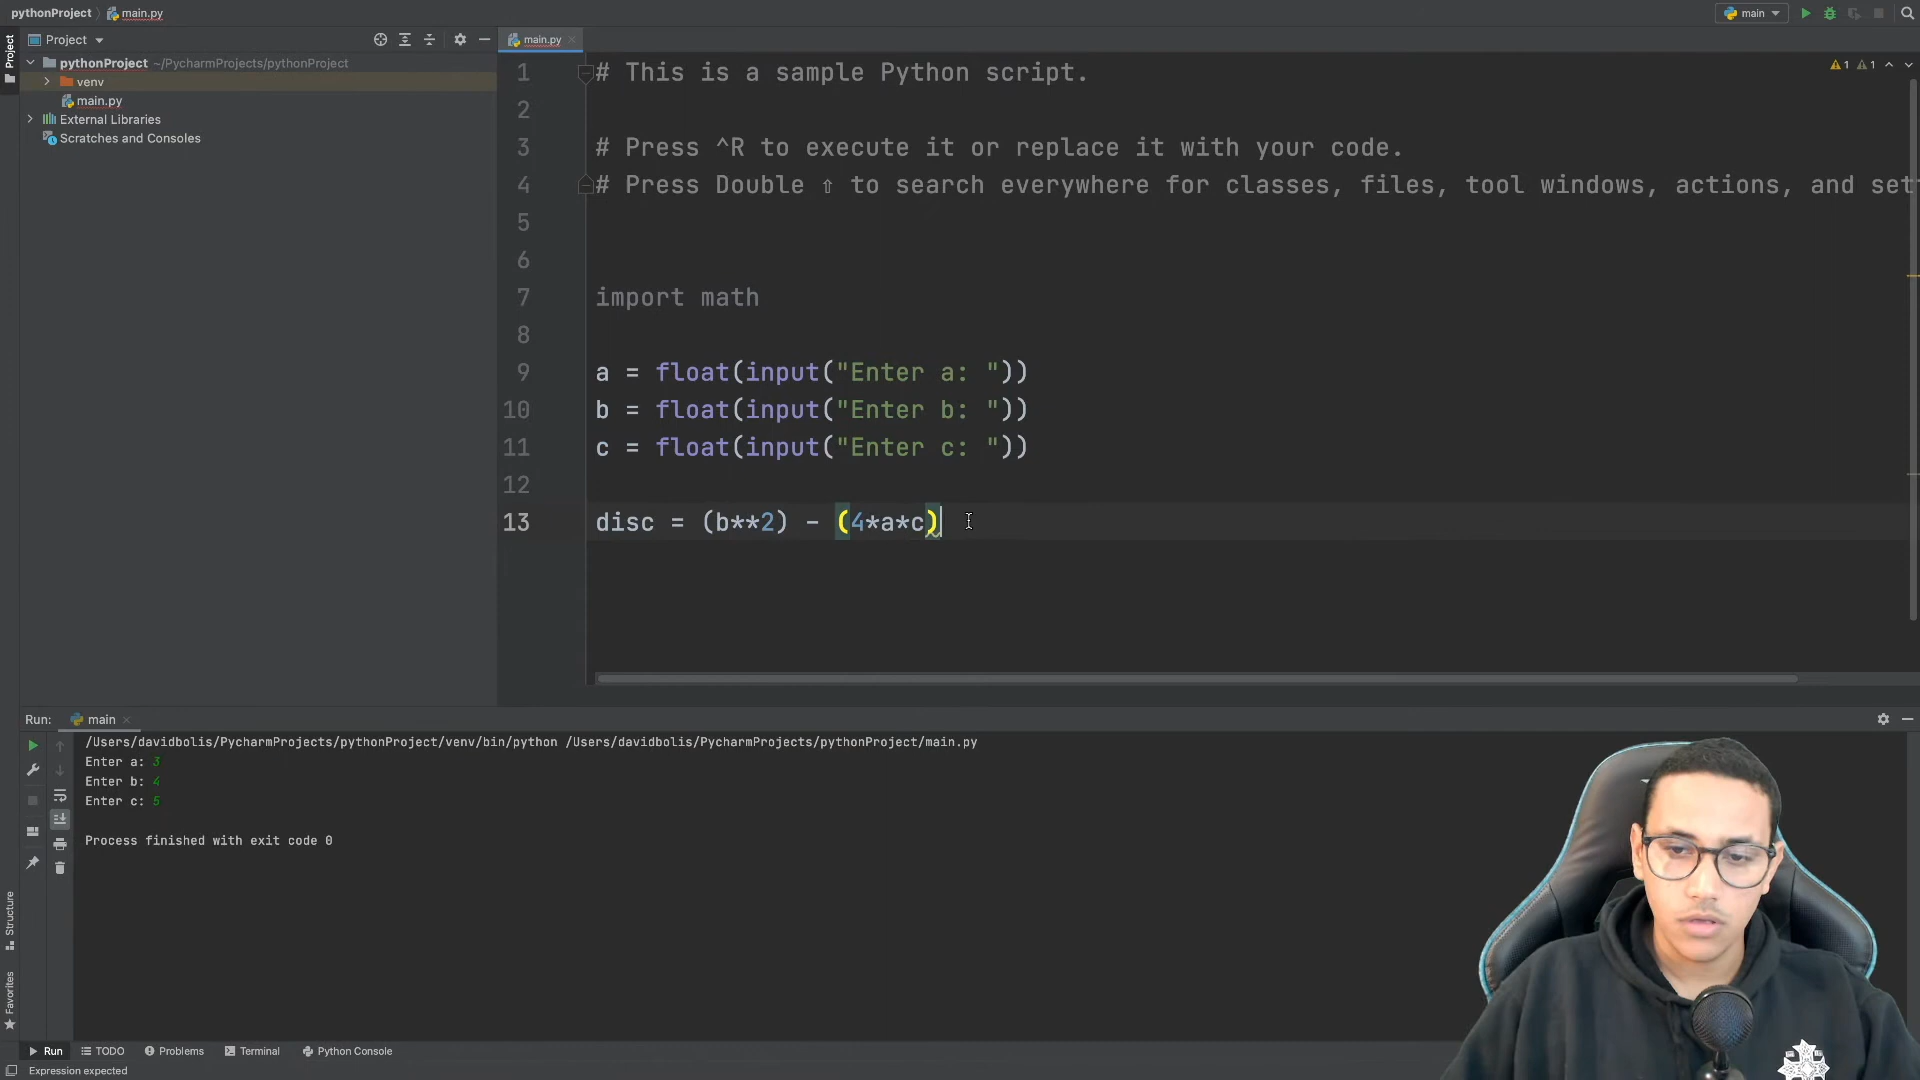 pythonProject main.py
main
Project
pythonProject ~/PycharmProjects/pythonProject
venv
main.py
External Libraries
Scratches and Consoles
Project
main.py
1 # This is a sample Python script.
2
3 # Press ^R to execute it or replace it with your code.
4 # Press Double ⇧ to search everywhere for classes, files, tool windows, actions, and set
5
6
7 import math
8
9 a = float(input("Enter a: "))
10 b = float(input("Enter b: "))
11 c = float(input("Enter c: "))
12
13 disc = (b**2) - (4*a*c)
1 1
Run: main
/Users/davidbolis/PycharmProjects/pythonProject/venv/bin/python /Users/davidbolis/PycharmProjects/pythonProject/main.py
Enter a: 3
Enter b: 4
Enter c: 5
Process finished with exit code 0
Structure
Favorites
Run TODO Problems Terminal Python Console
Expression expected